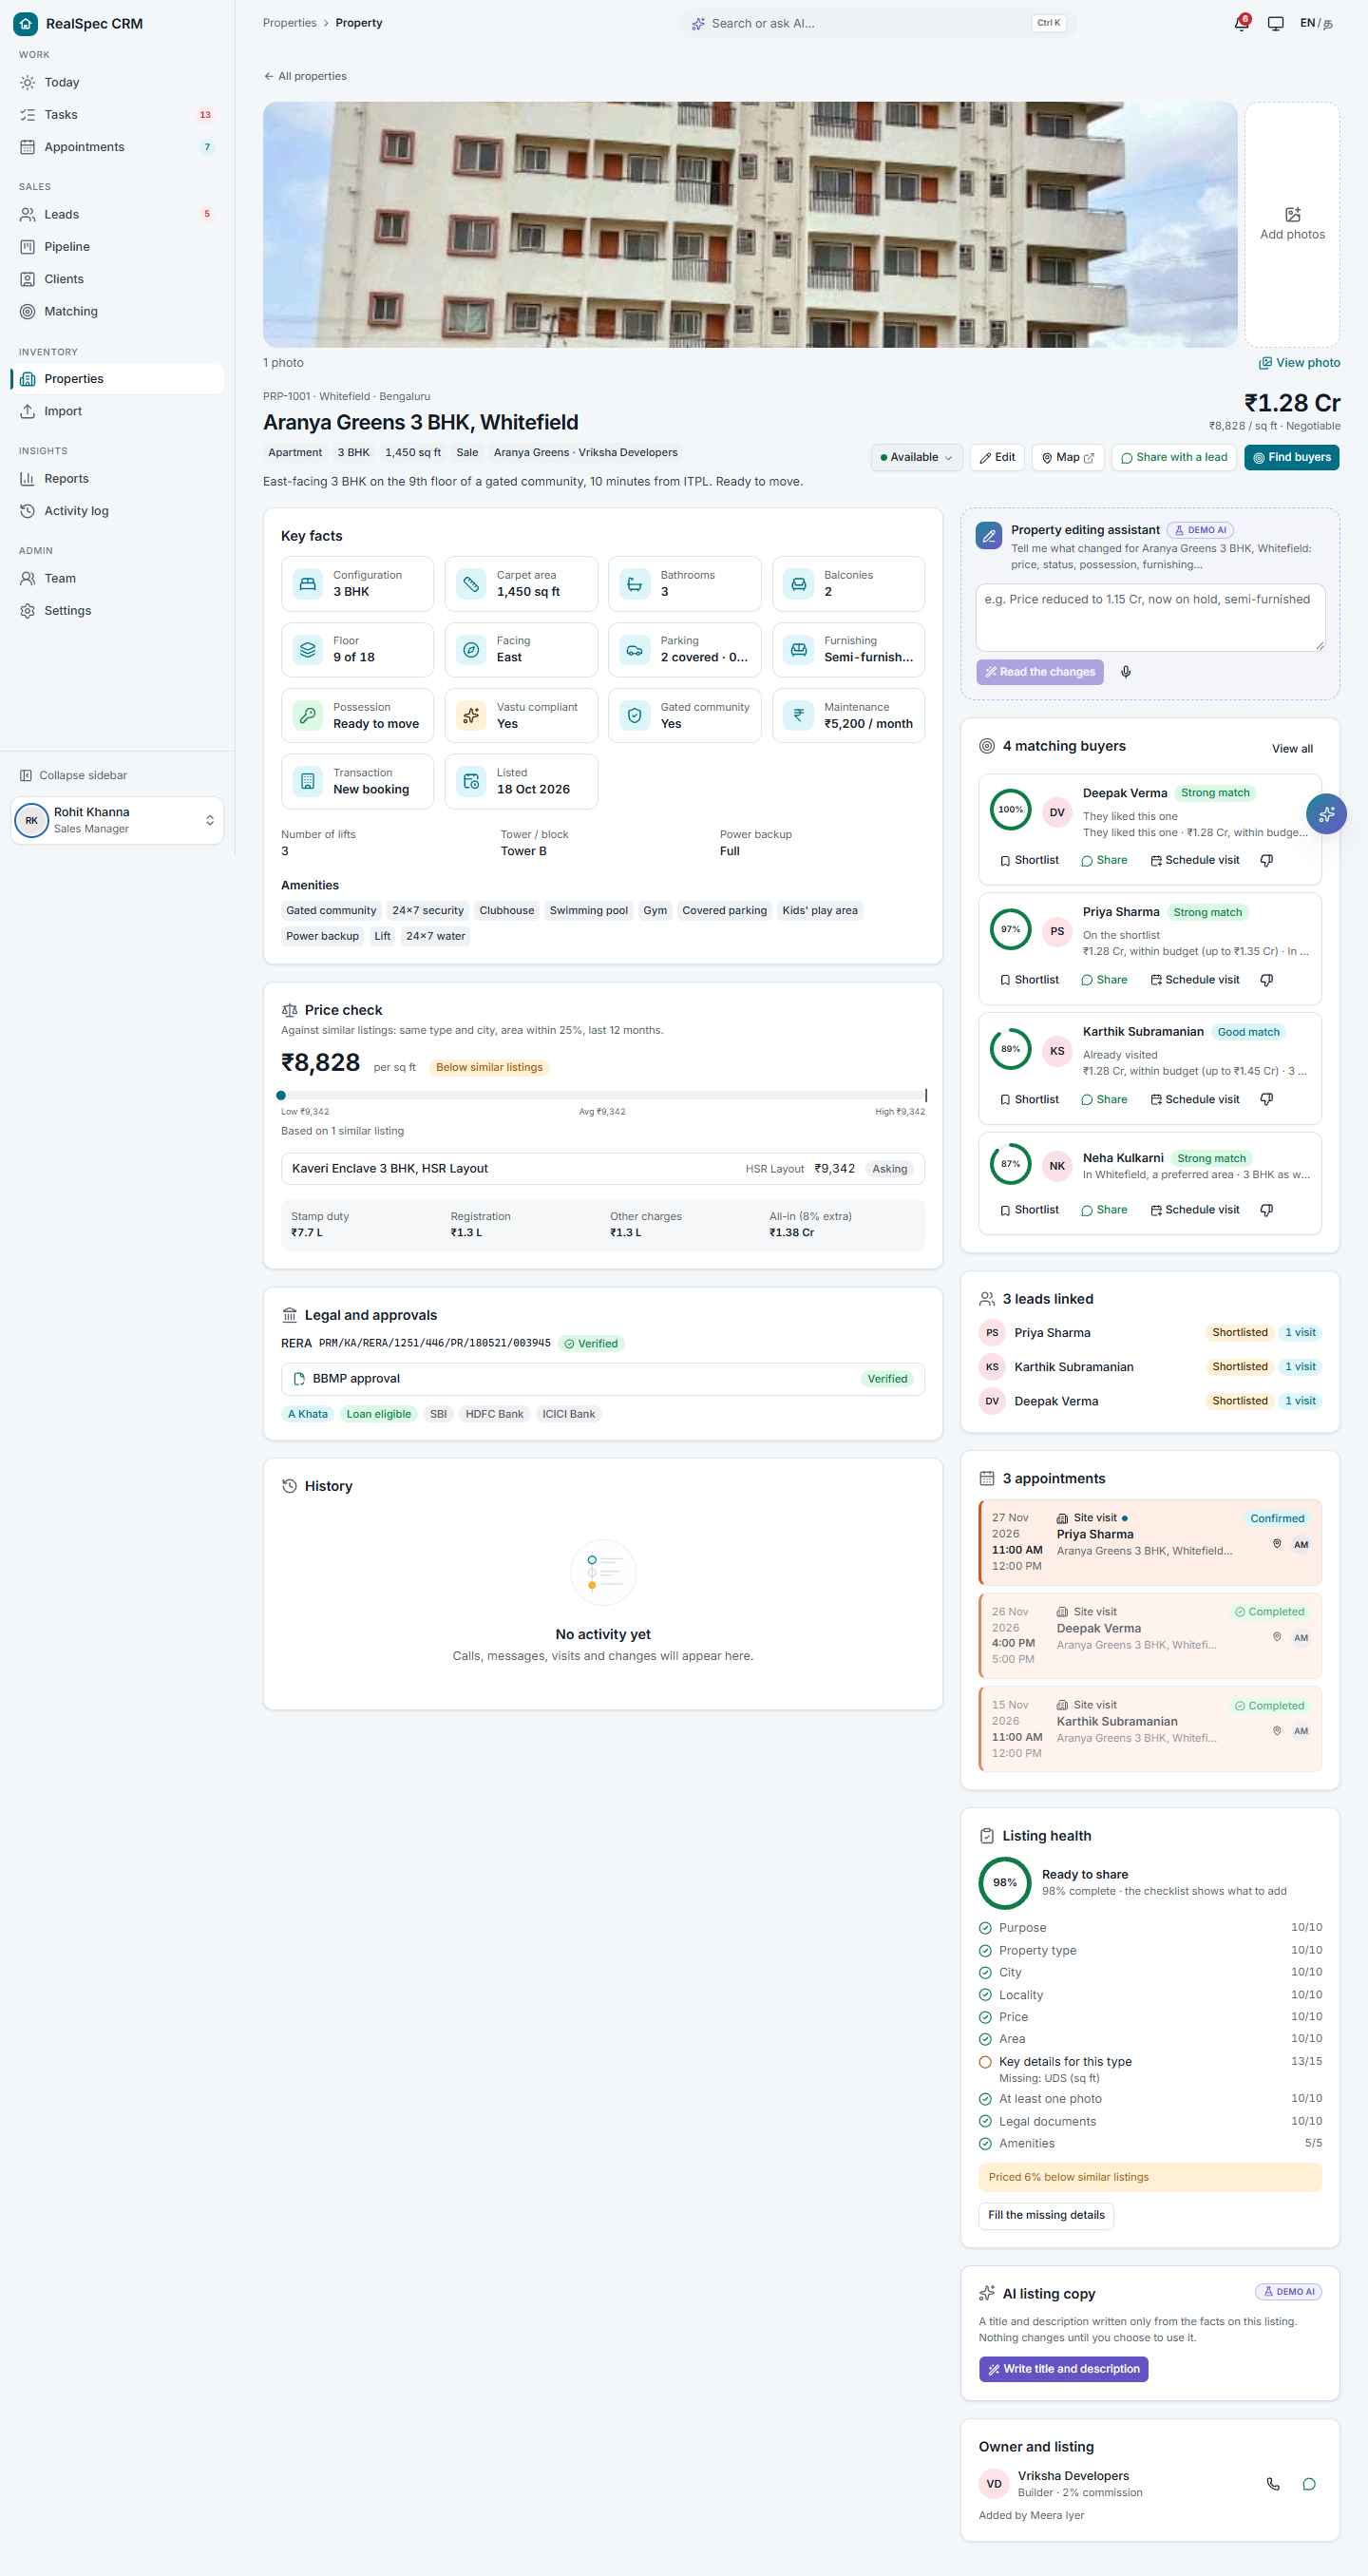 RealSpec CRM
WORK
Today
Tasks 13
Appointments 7
SALES
Leads 5
Pipeline
Clients
Matching
INVENTORY
Properties
Import
INSIGHTS
Reports
Activity log
ADMIN
Team
Settings
Collapse sidebar
RK Rohit Khanna
Sales Manager
Properties > Property
Search or ask AI... Ctrl K
6
EN / த
All properties
Add photos
1 photo
View photo
PRP-1001 · Whitefield · Bengaluru
Aranya Greens 3 BHK, Whitefield
Apartment 3 BHK 1,450 sq ft Sale Aranya Greens · Vriksha Developers
East-facing 3 BHK on the 9th floor of a gated community, 10 minutes from ITPL. Ready to move.
₹1.28 Cr
₹8,828 / sq ft · Negotiable
Available Edit Map Share with a lead Find buyers
Key facts
Configuration
3 BHK
Carpet area
1,450 sq ft
Bathrooms
3
Balconies
2
Floor
9 of 18
Facing
East
Parking
2 covered · 0...
Furnishing
Semi-furnish...
Possession
Ready to move
Vastu compliant
Yes
Gated community
Yes
Maintenance
₹5,200 / month
Transaction
New booking
Listed
18 Oct 2026
Number of lifts
3
Tower / block
Tower B
Power backup
Full
Amenities
Gated community 24×7 security Clubhouse Swimming pool Gym Covered parking Kids' play area
Power backup Lift 24×7 water
Price check
Against similar listings: same type and city, area within 25%, last 12 months.
₹8,828 per sq ft Below similar listings
Low ₹9,342 Avg ₹9,342 High ₹9,342
Based on 1 similar listing
Kaveri Enclave 3 BHK, HSR Layout HSR Layout ₹9,342 Asking
Stamp duty
₹7.7 L
Registration
₹1.3 L
Other charges
₹1.3 L
All-in (8% extra)
₹1.38 Cr
Legal and approvals
RERA PRM/KA/RERA/1251/446/PR/180521/003945 Verified
BBMP approval Verified
A Khata Loan eligible SBI HDFC Bank ICICI Bank
History
No activity yet
Calls, messages, visits and changes will appear here.
Property editing assistant DEMO AI
Tell me what changed for Aranya Greens 3 BHK, Whitefield:
price, status, possession, furnishing...
e.g. Price reduced to 1.15 Cr, now on hold, semi-furnished
Read the changes
4 matching buyers View all
100% DV Deepak Verma Strong match
They liked this one
They liked this one · ₹1.28 Cr, within budge...
Shortlist Share Schedule visit
97% PS Priya Sharma Strong match
On the shortlist
₹1.28 Cr, within budget (up to ₹1.35 Cr) · In ...
Shortlist Share Schedule visit
89% KS Karthik Subramanian Good match
Already visited
₹1.28 Cr, within budget (up to ₹1.45 Cr) · 3 ...
Shortlist Share Schedule visit
87% NK Neha Kulkarni Strong match
In Whitefield, a preferred area · 3 BHK as w...
Shortlist Share Schedule visit
3 leads linked
PS Priya Sharma Shortlisted 1 visit
KS Karthik Subramanian Shortlisted 1 visit
DV Deepak Verma Shortlisted 1 visit
3 appointments
27 Nov 2026
11:00 AM
12:00 PM
Site visit
Priya Sharma
Aranya Greens 3 BHK, Whitefield...
Confirmed
AM
26 Nov 2026
4:00 PM
5:00 PM
Site visit
Deepak Verma
Aranya Greens 3 BHK, Whitefi...
Completed
AM
15 Nov 2026
11:00 AM
12:00 PM
Site visit
Karthik Subramanian
Aranya Greens 3 BHK, Whitefi...
Completed
AM
Listing health
98% Ready to share
98% complete · the checklist shows what to add
Purpose 10/10
Property type 10/10
City 10/10
Locality 10/10
Price 10/10
Area 10/10
Key details for this type 13/15
Missing: UDS (sq ft)
At least one photo 10/10
Legal documents 10/10
Amenities 5/5
Priced 6% below similar listings
Fill the missing details
AI listing copy DEMO AI
A title and description written only from the facts on this listing.
Nothing changes until you choose to use it.
Write title and description
Owner and listing
VD Vriksha Developers
Builder · 2% commission
Added by Meera Iyer